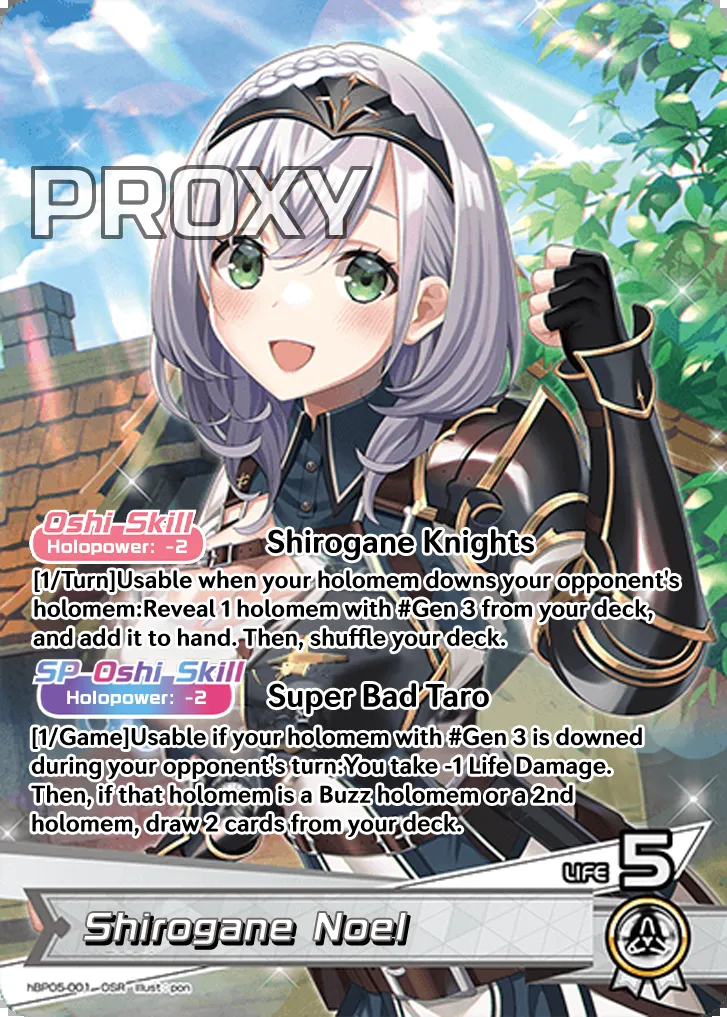 PROXY
Oshi Skill
Holopower: -2
Shirogane Knights
[1/Turn]Usable when your holomem downs your opponent's
holomem:Reveal 1 holomem with #Gen 3 from your deck,
and add it to hand. Then, shuffle your deck.
SP Oshi Skill
Holopower: -2
Super Bad Taro
[1/Game]Usable if your holomem with #Gen 3 is downed
during your opponent's turn:You take -1 Life Damage.
Then, if that holomem is a Buzz holomem or a 2nd
holomem, draw 2 cards from your deck.
LIFE 5
Shirogane Noel
hBP05-001 OSR illust pon